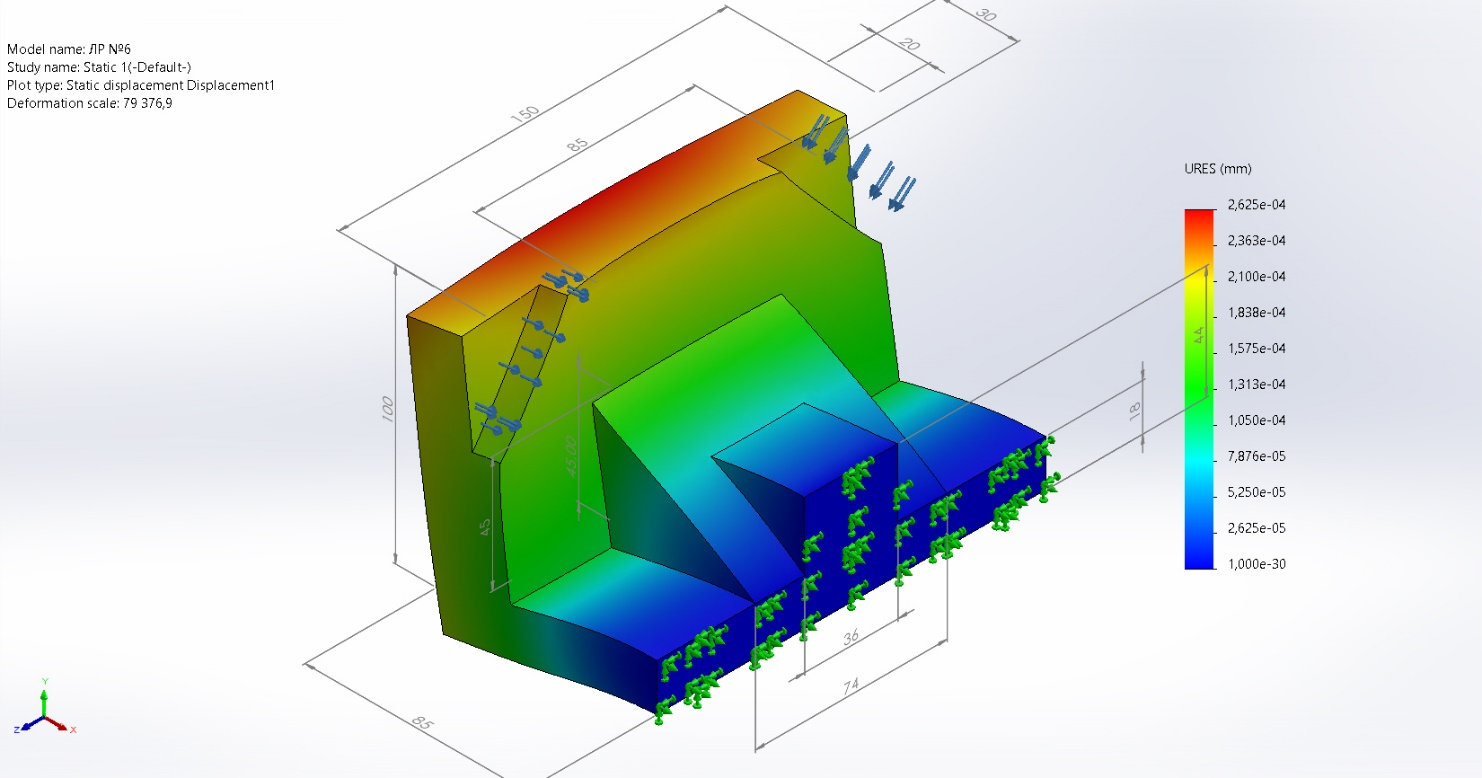 Model name: ЛР №6
Study name: Static 1(-Default-)
Plot type: Static displacement Displacement1
Deformation scale: 79 376,9
30
20
150
85
URES (mm)
2,625e-04
2,363e-04
2,100e-04
1,838e-04
1,575e-04
1,313e-04
1,050e-04
7,876e-05
5,250e-05
2,625e-05
1,000e-30
44
100
18
45,00
45
36
74
85
Y
Z
X